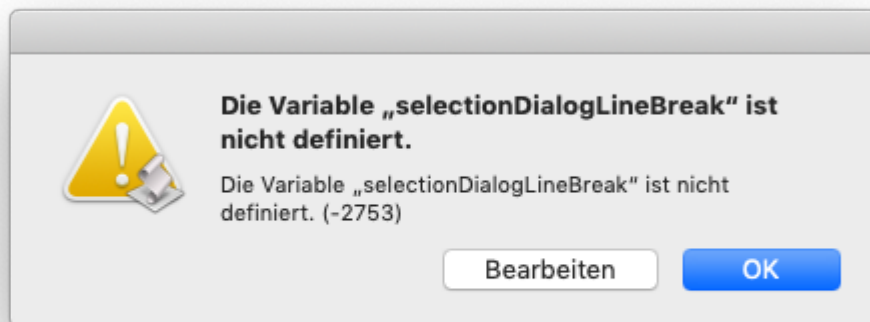 Die Variable „selectionDialogLineBreak“ ist
nicht definiert.
Die Variable „selectionDialogLineBreak“ ist nicht
definiert. (-2753)
Bearbeiten
OK